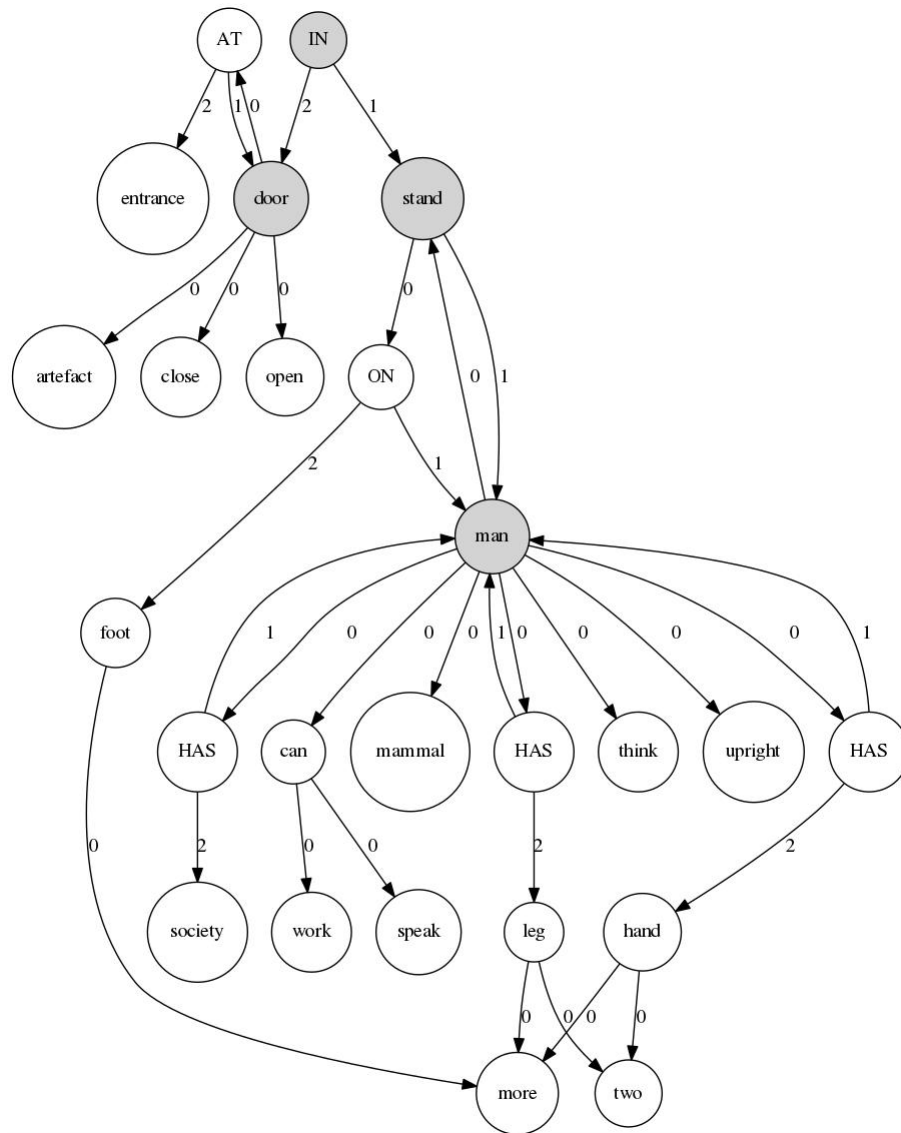 AT IN
2 1 0 2 1
entrance door stand
0 0 0 0
artefact close open ON 0 1
2 1
man
foot 1 0 0 0 1 0 0 0 0 1
HAS can mammal HAS think upright HAS
0 2 0 0 2 2
society work speak leg hand
0 0 0 0
more two